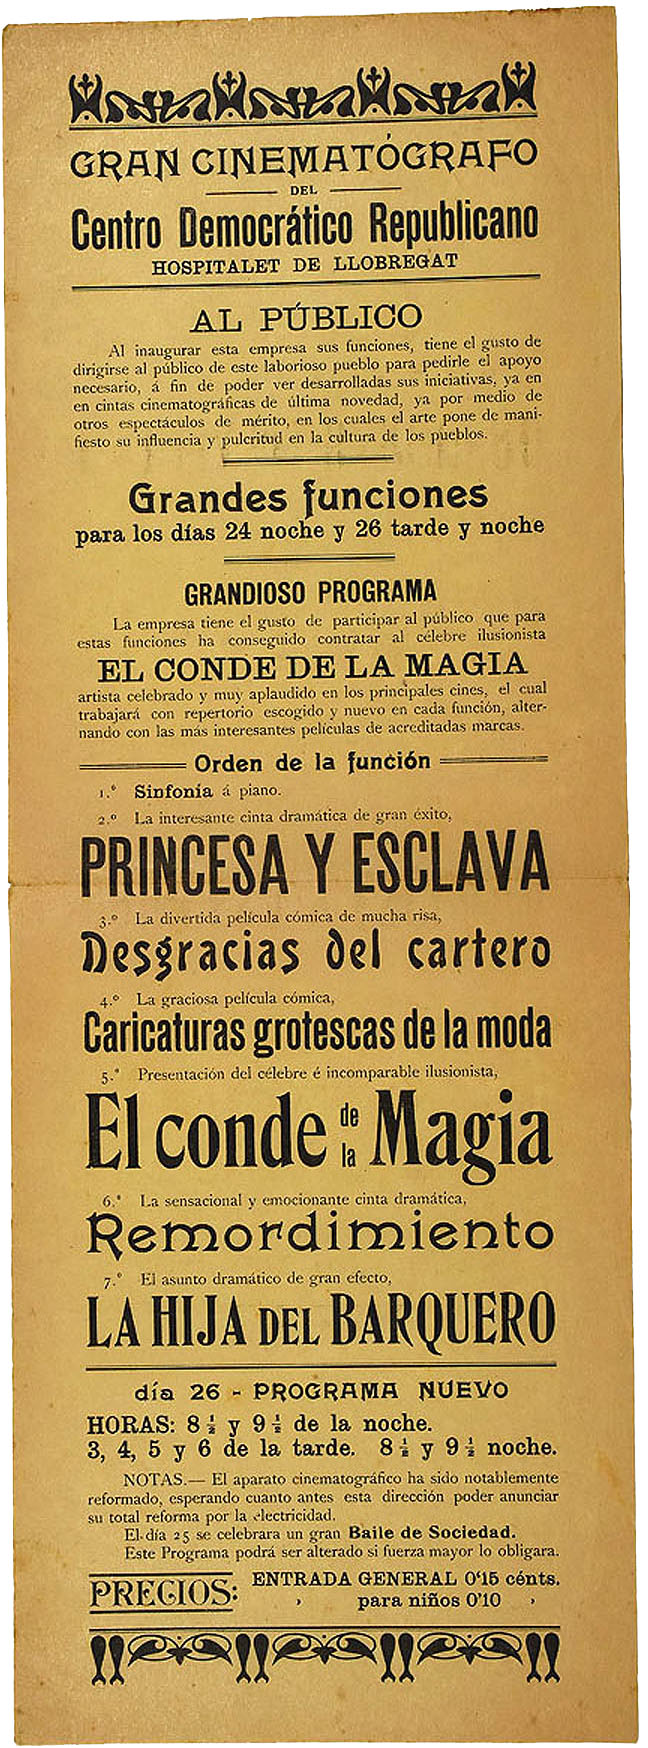 GRAN CINEMATÓGRAFO
DEL
Centro Democrático Republicano
HOSPITALET DE LLOBREGAT
AL PÚBLICO
Al inaugurar esta empresa sus funciones, tiene el gusto de
dirigirse al público de este laborioso pueblo para pedirle el apoyo
necesario, á fin de poder ver desarrolladas sus iniciativas, ya en
en cintas cinematográficas de última novedad, ya por medio de
otros espectáculos de mérito, en los cuales el arte pone de mani-
fiesto su influencia y pulcritud en la cultura de los pueblos.
Grandes funciones
para los días 24 noche y 26 tarde y noche
GRANDIOSO PROGRAMA
La empresa tiene el gusto de participar al público que para
estas funciones ha conseguido contratar al célebre ilusionista
EL CONDE DE LA MAGIA
artista celebrado y muy aplaudido en los principales cines, el cual
trabajará con repertorio escogido y nuevo en cada función, alter-
nando con las más interesantes películas de acreditadas marcas.
Orden de la función
1.º Sinfonía á piano.
2.º La interesante cinta dramática de gran éxito,
PRINCESA Y ESCLAVA
3.º La divertida película cómica de mucha risa,
Desgracias del cartero
4.º La graciosa película cómica,
Caricaturas grotescas de la moda
5.º Presentación del célebre é incomparable ilusionista,
El conde de la Magia
6.º La sensacional y emocionante cinta dramática,
Remordimiento
7.º El asunto dramático de gran efecto,
LA HIJA DEL BARQUERO
día 26 - PROGRAMA NUEVO
HORAS: 8 ½ y 9 ½ de la noche.
3, 4, 5 y 6 de la tarde. 8 ½ y 9 ½ noche.
NOTAS.— El aparato cinematográfico ha sido notablemente
reformado, esperando cuanto antes esta dirección poder anunciar
su total reforma por la electricidad.
El día 25 se celebrara un gran Baile de Sociedad.
Este Programa podrá ser alterado si fuerza mayor lo obligara.
PRECIOS: ENTRADA GENERAL 0'15 cénts.
› para niños 0'10 ›